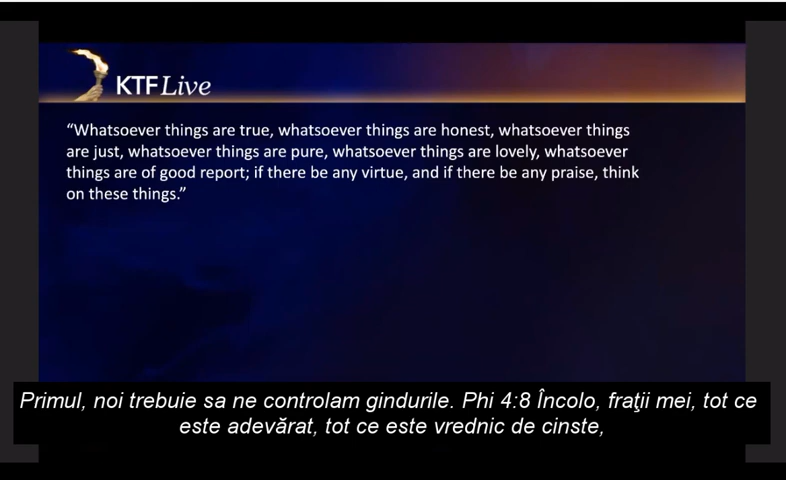 KTF Live
“Whatsoever things are true, whatsoever things are honest, whatsoever things
are just, whatsoever things are pure, whatsoever things are lovely, whatsoever
things are of good report; if there be any virtue, and if there be any praise, think
on these things.”
Primul, noi trebuie sa ne controlam gindurile. Phi 4:8 Încolo, fraţii mei, tot ce
este adevărat, tot ce este vrednic de cinste,